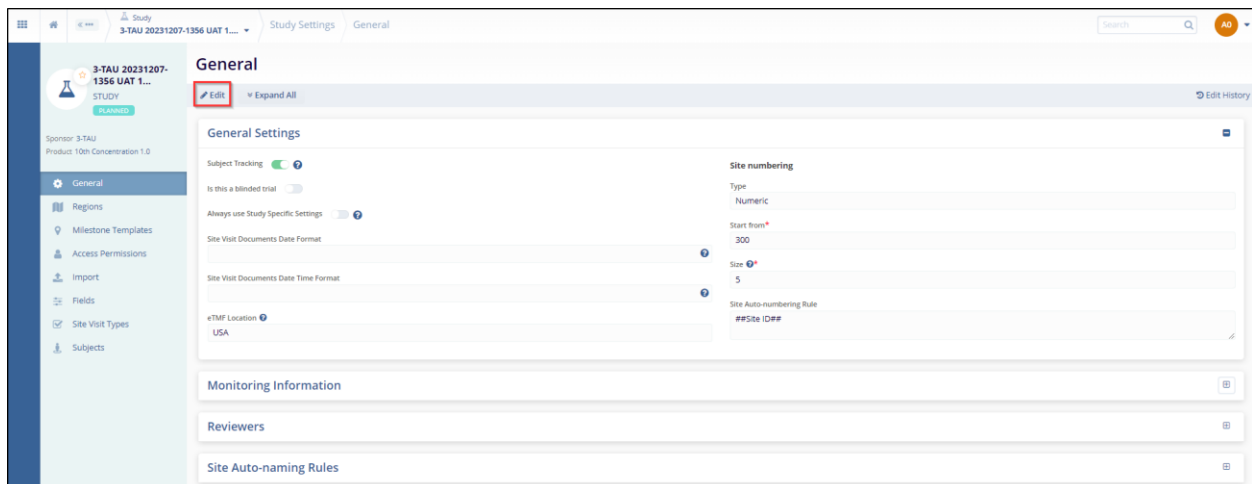 Study
3-TAU 20231207-1356 UAT 1....
Study Settings
General
Search
A0
3-TAU 20231207-
1356 UAT 1...
STUDY
PLANNED
Sponsor 3-TAU
Product 10th Concentration 1.0
General
Regions
Milestone Templates
Access Permissions
Import
Fields
Site Visit Types
Subjects
General
Edit
Expand All
Edit History
General Settings
Subject Tracking
Is this a blinded trial
Always use Study Specific Settings
Site Visit Documents Date Format
Site Visit Documents Date Time Format
eTMF Location
USA
Site numbering
Type
Numeric
Start from*
300
Size *
5
Site Auto-numbering Rule
##Site ID##
Monitoring Information
Reviewers
Site Auto-naming Rules